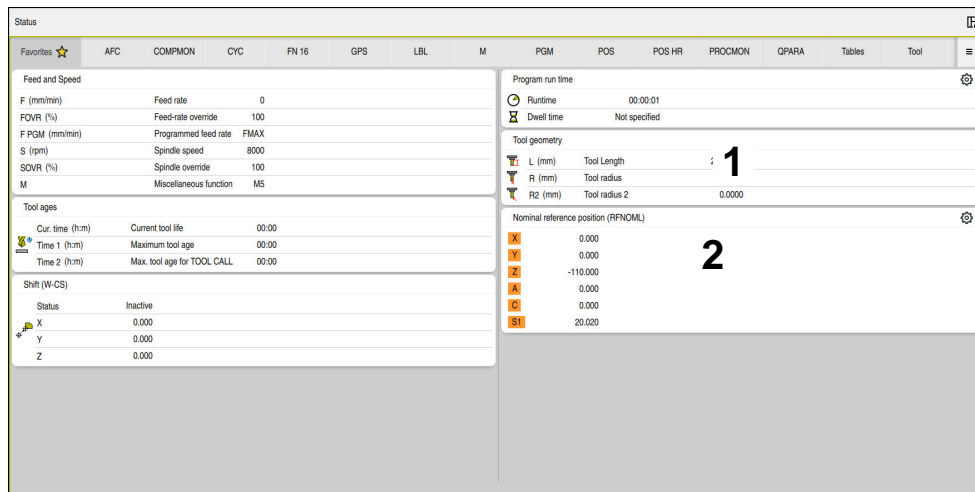 Status
Favorites AFC COMPMON CYC FN 16 GPS LBL M PGM POS POS HR PROCMON QPARA Tables Tool
Feed and Speed
F (mm/min) Feed rate 0
FOVR (%) Feed-rate override 100
F PGM (mm/min) Programmed feed rate FMAX
S (rpm) Spindle speed 8000
SOVR (%) Spindle override 100
M Miscellaneous function M5
Tool ages
Cur. time (h:m) Current tool life 00:00
Time 1 (h:m) Maximum tool age 00:00
Time 2 (h:m) Max. tool age for TOOL CALL 00:00
Shift (W-CS)
Status Inactive
X 0.000
Y 0.000
Z 0.000
Program run time
Runtime 00:00:01
Dwell time Not specified
Tool geometry
L (mm) Tool Length
R (mm) Tool radius
R2 (mm) Tool radius 2 0.0000
1
Nominal reference position (RFNOML)
X 0.000
Y 0.000
Z -110.000
A 0.000
C 0.000
S1 20.020
2